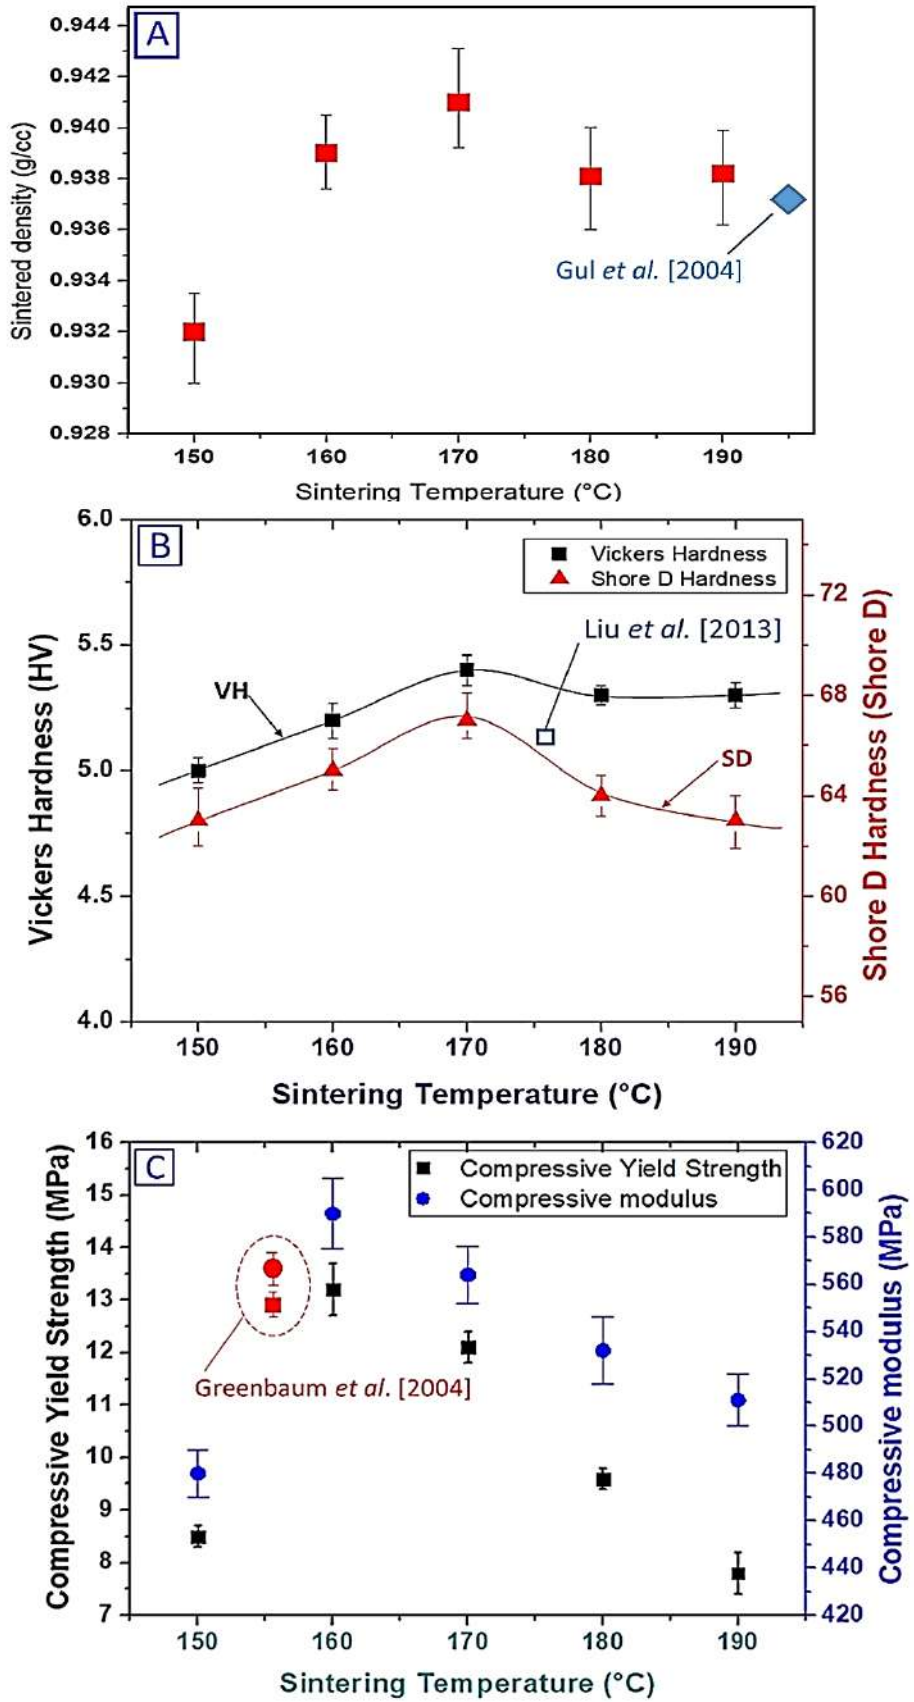 A
0.944
0.942
0.940
0.938
0.936
0.934
0.932
0.930
0.928
Sintered density (g/cc)
Gul et al. [2004]
150 160 170 180 190
Sintering Temperature (°C)
B
6.0
5.5
5.0
4.5
4.0
Vickers Hardness (HV)
Vickers Hardness
Shore D Hardness
Liu et al. [2013]
VH
SD
72
68
64
60
56
Shore D Hardness (Shore D)
150 160 170 180 190
Sintering Temperature (°C)
C
16
15
14
13
12
11
10
9
8
7
Compressive Yield Strength (MPa)
Compressive Yield Strength
Compressive modulus
Greenbaum et al. [2004]
620
600
580
560
540
520
500
480
460
440
420
Compressive modulus (MPa)
150 160 170 180 190
Sintering Temperature (°C)